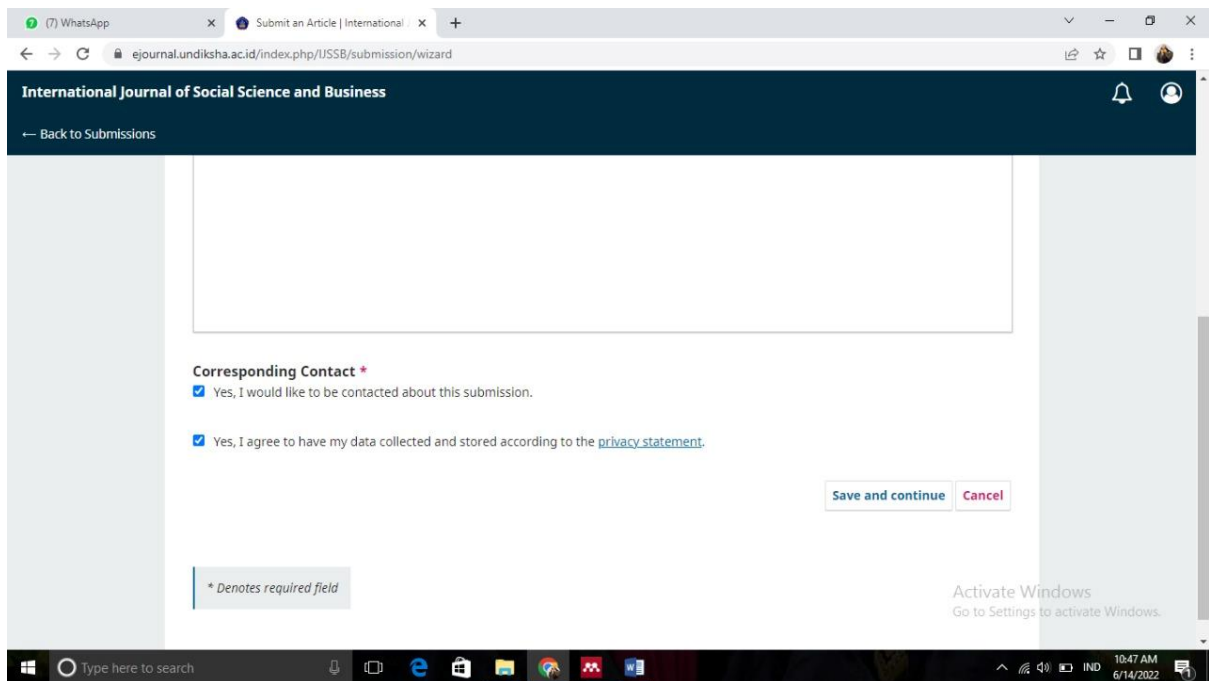 (7) WhatsApp
Submit an Article | International
ejournal.undiksha.ac.id/index.php/IJSSB/submission/wizard
International Journal of Social Science and Business
← Back to Submissions
Corresponding Contact *
Yes, I would like to be contacted about this submission.
Yes, I agree to have my data collected and stored according to the privacy statement.
Save and continue Cancel
* Denotes required field
Activate Windows
Go to Settings to activate Windows.
Type here to search
IND
10:47 AM
6/14/2022